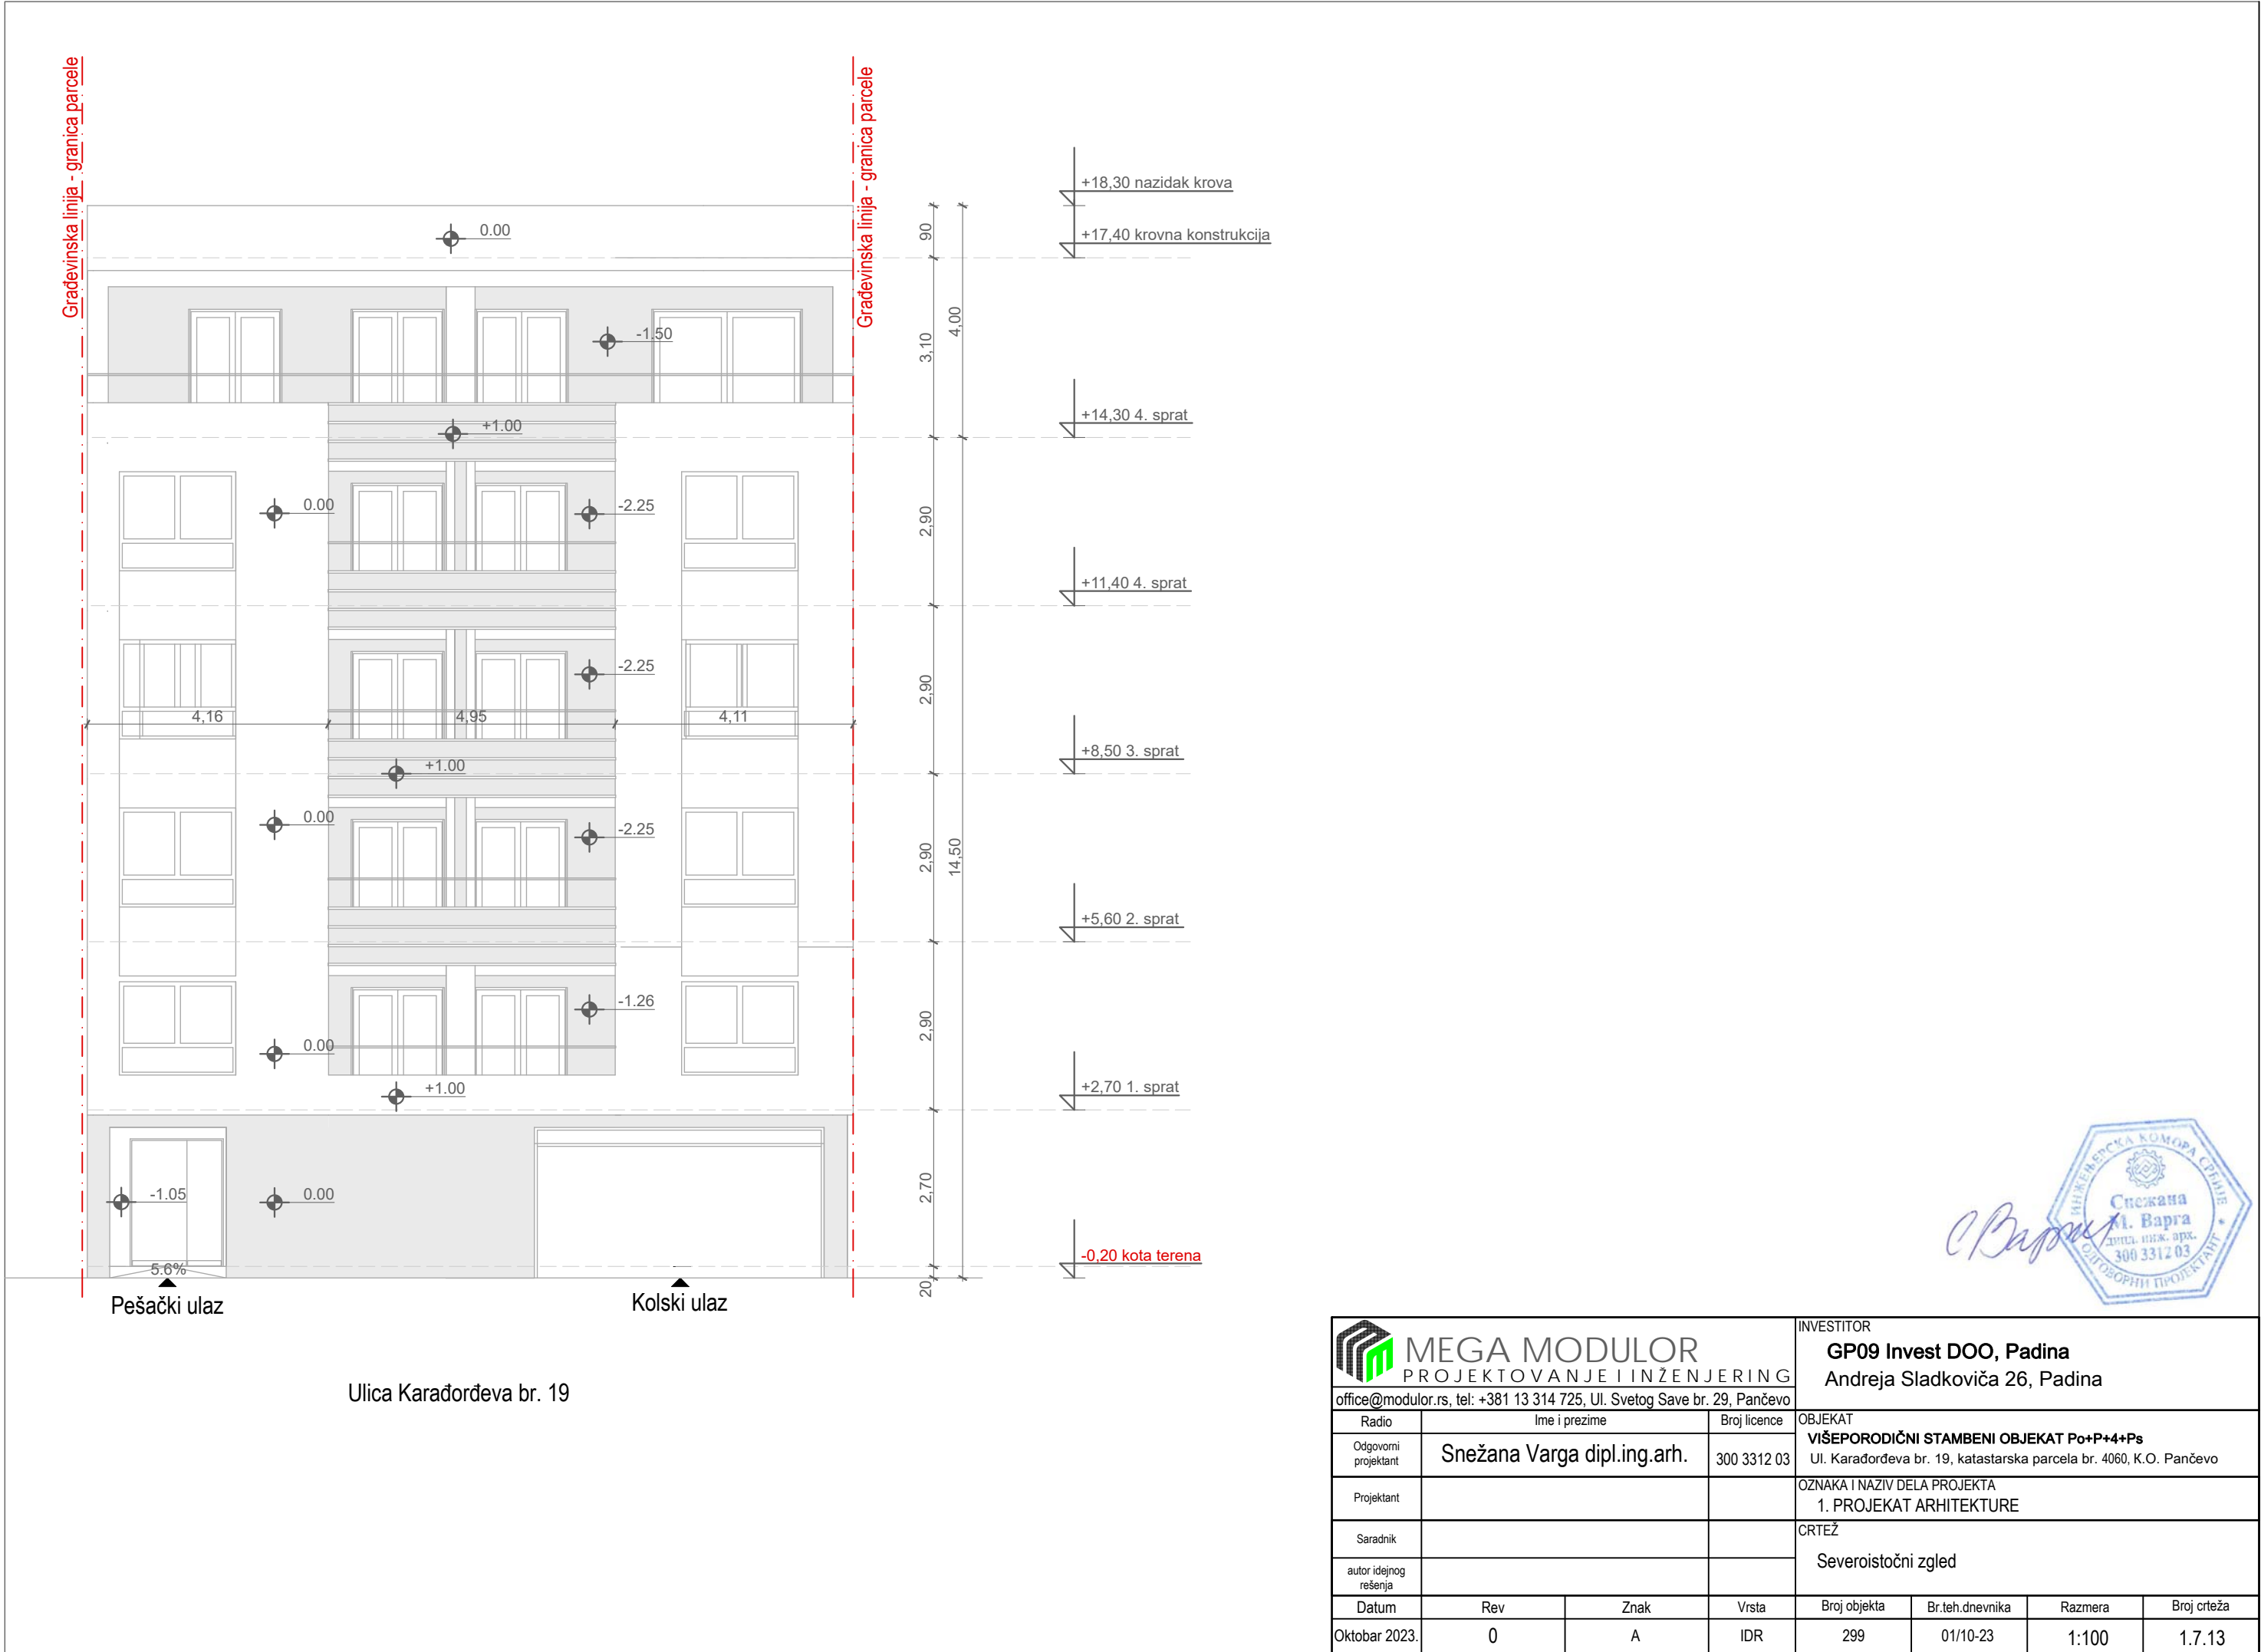 Građevinska linija - granica parcele
Građevinska linija - granica parcele
+18,30 nazidak krova
0.00
90
+17,40 krovna konstrukcija
-1.50
3,10
4,00
+14,30 4. sprat
+1.00
0.00
-2.25
2,90
+11,40 4. sprat
-2.25
2,90
4,16
4,95
4,11
+8,50 3. sprat
+1.00
0.00
-2.25
2,90
14,50
+5,60 2. sprat
-1.26
2,90
0.00
+1.00
+2,70 1. sprat
-1.05
0.00
2,70
-0,20 kota terena
5.6%
20
Pešački ulaz
Kolski ulaz
Ulica Karađorđeva br. 19
ИНЖЕЊЕРСКА КОМОРА СРБИЈЕ
Снежана
М. Варга
дипл. инж. арх.
300 3312 03
ОДГОВОРНИ ПРОЈЕКТАНТ
MEGA MODULOR
PROJEKTOVANJE I INŽENJERING
office@modulor.rs, tel: +381 13 314 725, Ul. Svetog Save br. 29, Pančevo
INVESTITOR
GP09 Invest DOO, Padina
Andreja Sladkoviča 26, Padina
Radio
Ime i prezime
Broj licence
Odgovorni
projektant
Snežana Varga dipl.ing.arh.
300 3312 03
OBJEKAT
VIŠEPORODIČNI STAMBENI OBJEKAT Po+P+4+Ps
Ul. Karađorđeva br. 19, katastarska parcela br. 4060, K.O. Pančevo
Projektant
OZNAKA I NAZIV DELA PROJEKTA
1. PROJEKAT ARHITEKTURE
Saradnik
CRTEŽ
Severoistočni zgled
autor idejnog
rešenja
Datum
Rev
Znak
Vrsta
Broj objekta
Br.teh.dnevnika
Razmera
Broj crteža
Oktobar 2023.
0
A
IDR
299
01/10-23
1:100
1.7.13